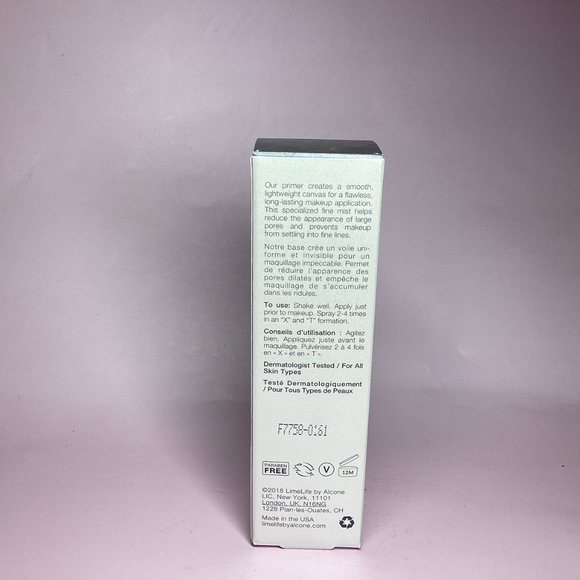 Our primer creates a smooth,
lightweight canvas for a flawless,
long-lasting makeup application.
This specialized fine mist helps
reduce the appearance of large
pores and prevents makeup
from settling into fine lines.
Notre base crée un voile uni-
forme et invisible pour un
maquillage impeccable. Permet
de réduire l'apparence des
pores dilatés et empêche le
maquillage de s'accumuler
dans les ridules.
To use: Shake well. Apply just
prior to makeup. Spray 2-4 times
in an "X" and "T" formation.
Conseils d'utilisation : Agitez
bien. Appliquez juste avant le
maquillage. Pulvérisez 2 à 4 fois
en « X » et en « T ».
Dermatologist Tested / For All
Skin Types
Testé Dermatologiquement
/ Pour Tous Types de Peaux
F7758-0161
PARABEN
FREE
V
12M
©2018 LimeLife by Alcone
LIC, New York, 11101
London, UK, N16NG
1228 Plan-les-Ouates, CH
Made in the USA
limelifebyalcone.com